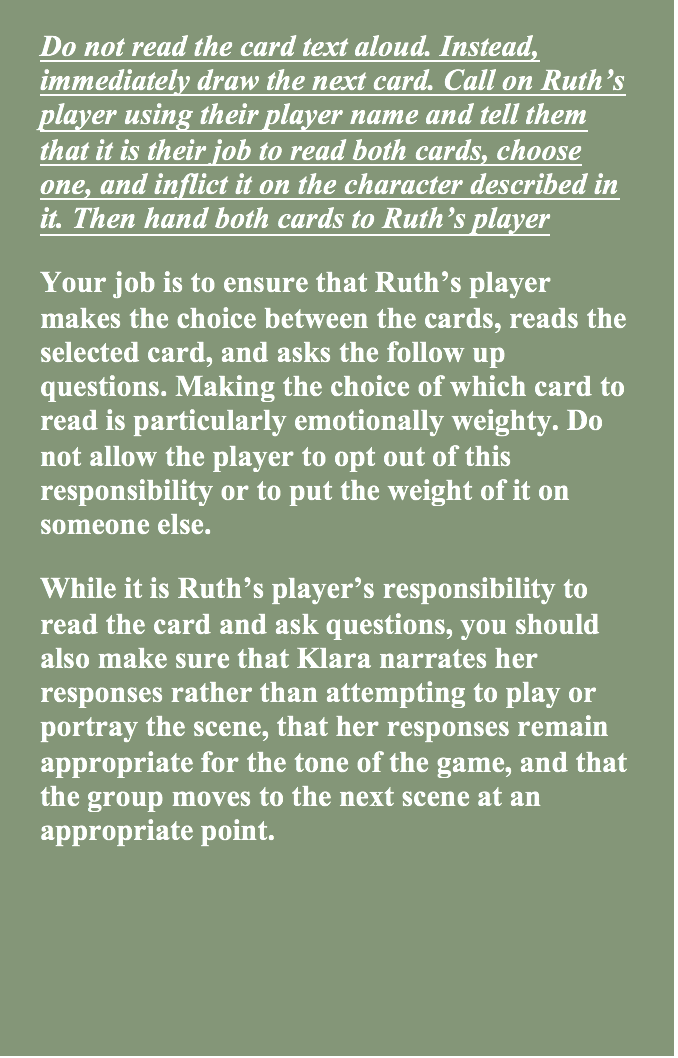 Do not read the card text aloud. Instead,
immediately draw the next card. Call on Ruth’s
player using their player name and tell them
that it is their job to read both cards, choose
one, and inflict it on the character described in
it. Then hand both cards to Ruth’s player
Your job is to ensure that Ruth’s player
makes the choice between the cards, reads the
selected card, and asks the follow up
questions. Making the choice of which card to
read is particularly emotionally weighty. Do
not allow the player to opt out of this
responsibility or to put the weight of it on
someone else.
While it is Ruth’s player’s responsibility to
read the card and ask questions, you should
also make sure that Klara narrates her
responses rather than attempting to play or
portray the scene, that her responses remain
appropriate for the tone of the game, and that
the group moves to the next scene at an
appropriate point.